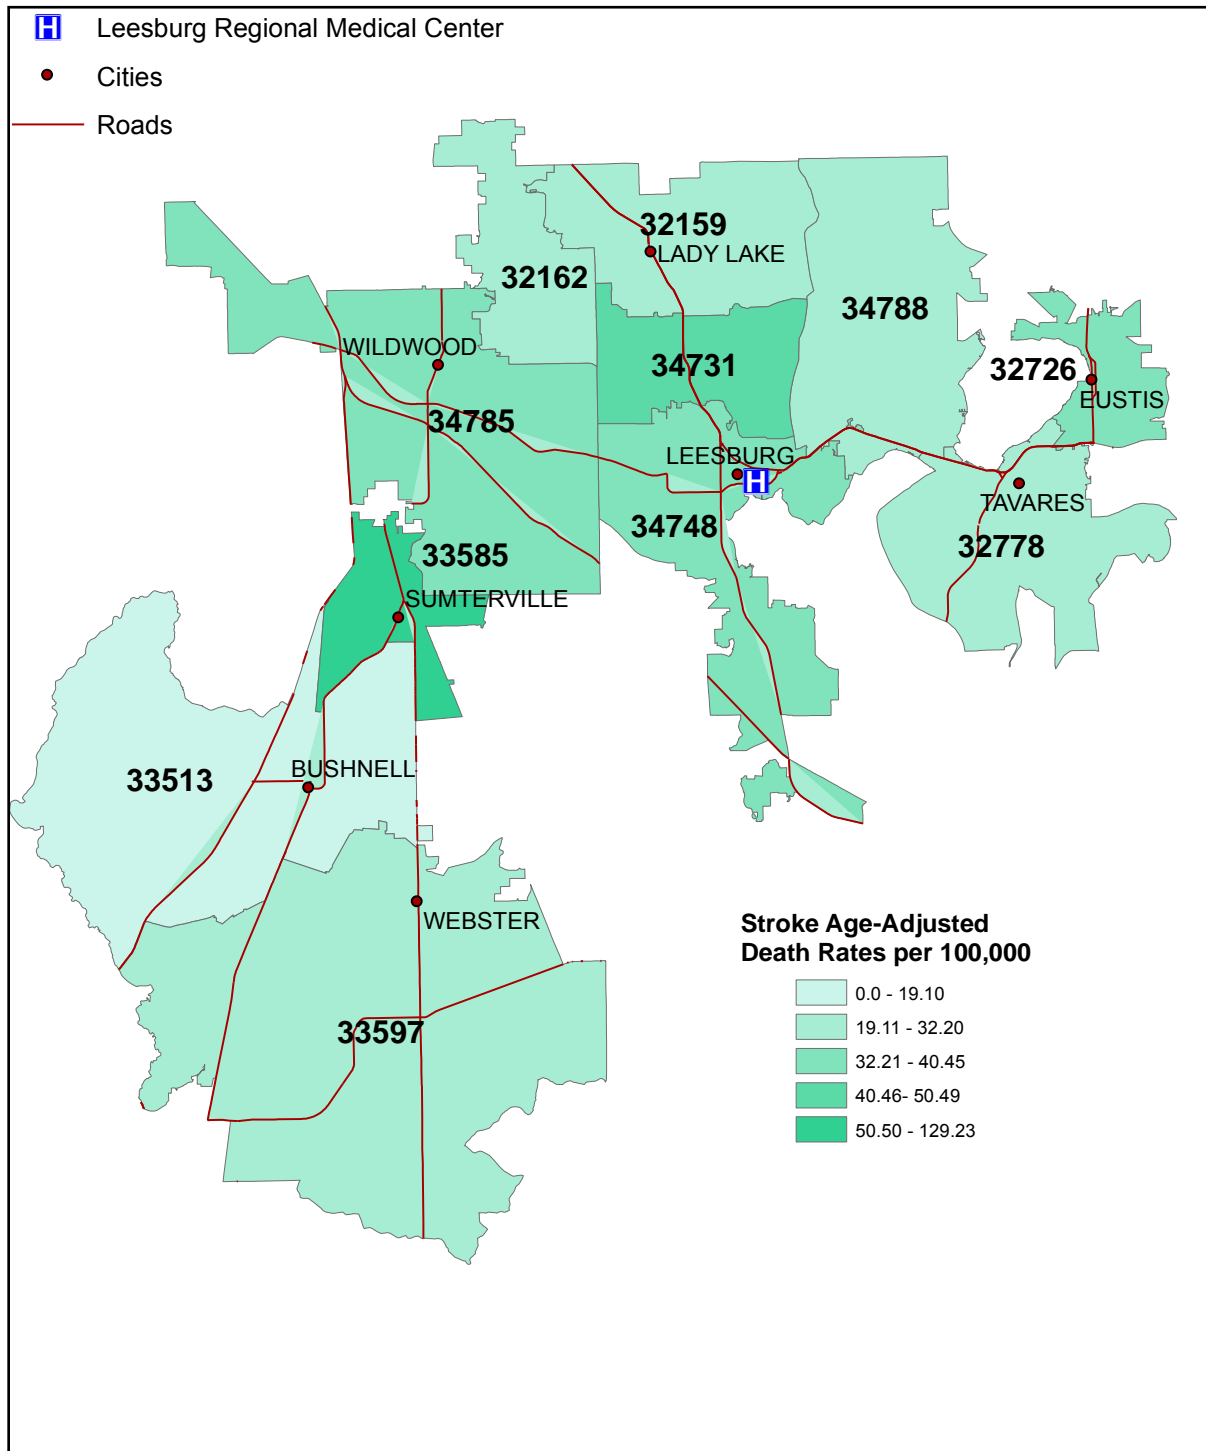 H Leesburg Regional Medical Center
Cities
Roads
32159
LADY LAKE
32162
34788
WILDWOOD
34731
32726
EUSTIS
34785
LEESBURG
H
TAVARES
34748
32778
33585
SUMTERVILLE
BUSHNELL
33513
WEBSTER
33597
Stroke Age-Adjusted
Death Rates per 100,000
0.0 - 19.10
19.11 - 32.20
32.21 - 40.45
40.46- 50.49
50.50 - 129.23